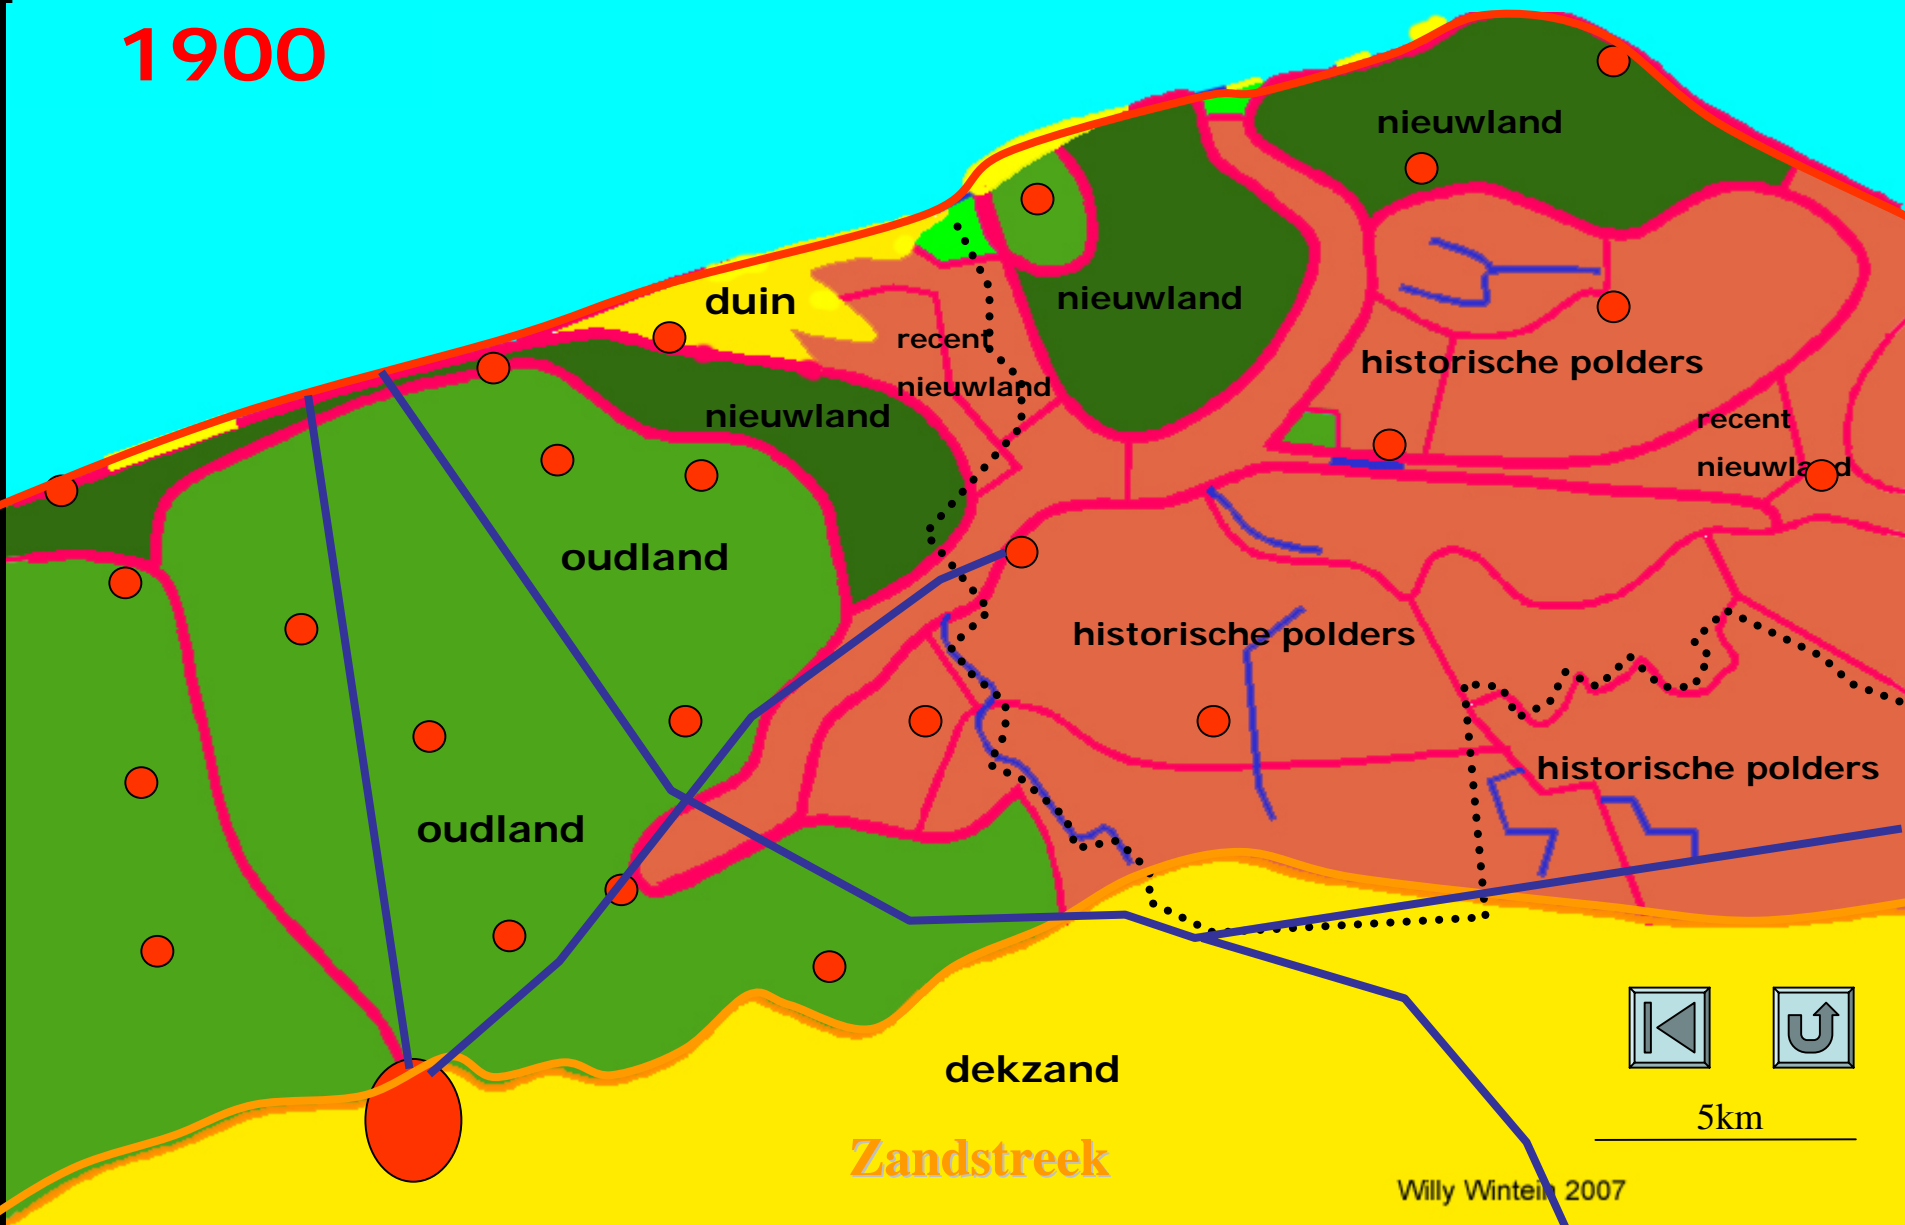 1900
nieuwland
duin
nieuwland
recent
nieuwland
historische polders
nieuwland
recent
nieuwland
oudland
historische polders
historische polders
oudland
dekzand
5km
Zandstreek
Willy Wintein 2007